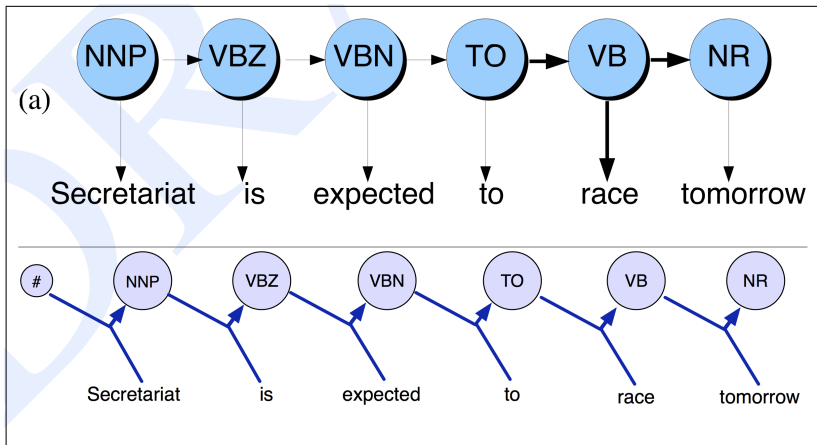 NNP VBZ VBN TO VB NR
(a)
Secretariat is expected to race tomorrow
# NNP VBZ VBN TO VB NR
Secretariat is expected to race tomorrow